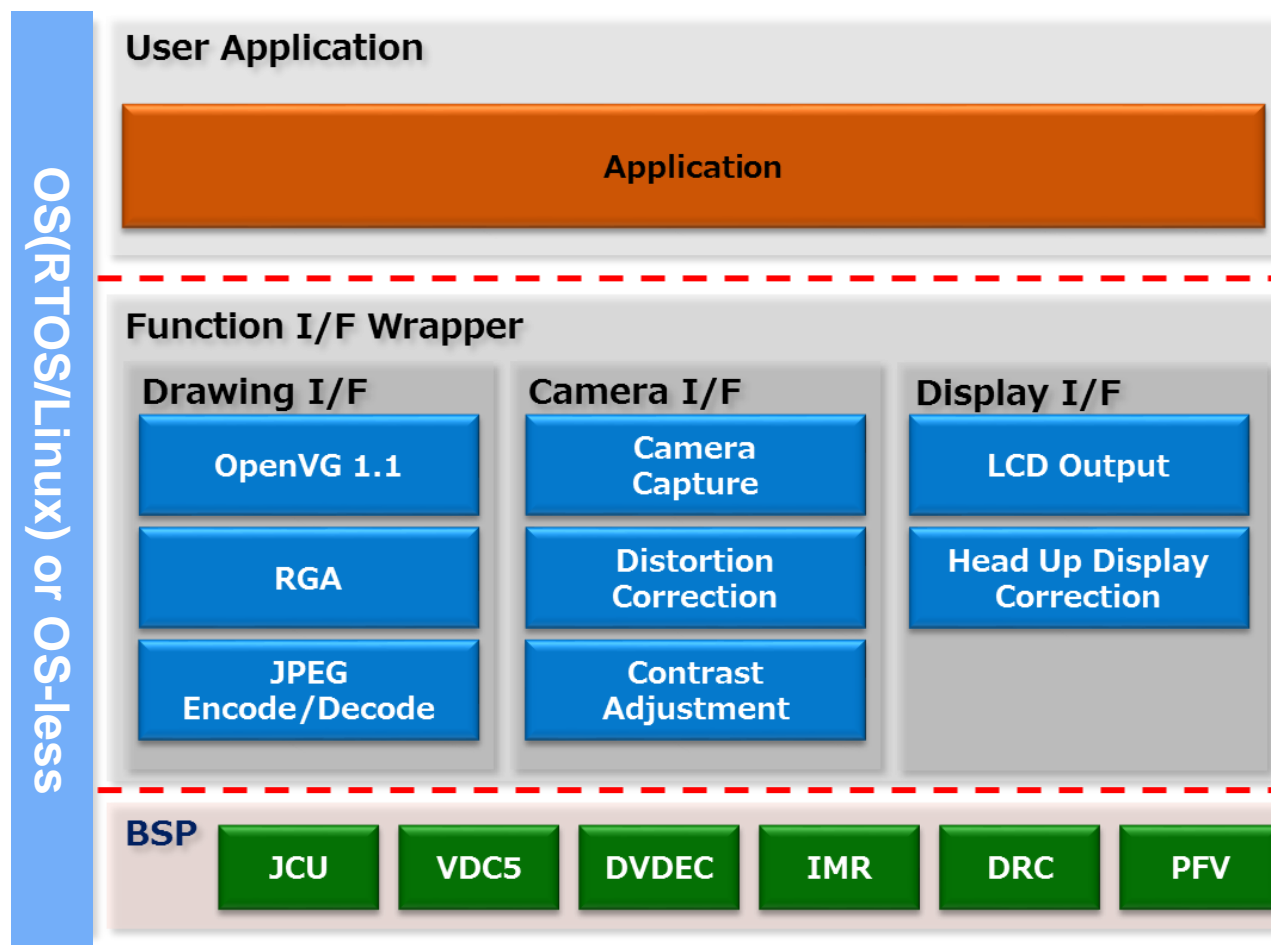 OS(RTOS/Linux) or OS-less
User Application
Application
Function I/F Wrapper
Drawing I/F
OpenVG 1.1
RGA
JPEG
Encode/Decode
Camera I/F
Camera
Capture
Distortion
Correction
Contrast
Adjustment
Display I/F
LCD Output
Head Up Display
Correction
BSP
JCU
VDC5
DVDEC
IMR
DRC
PFV